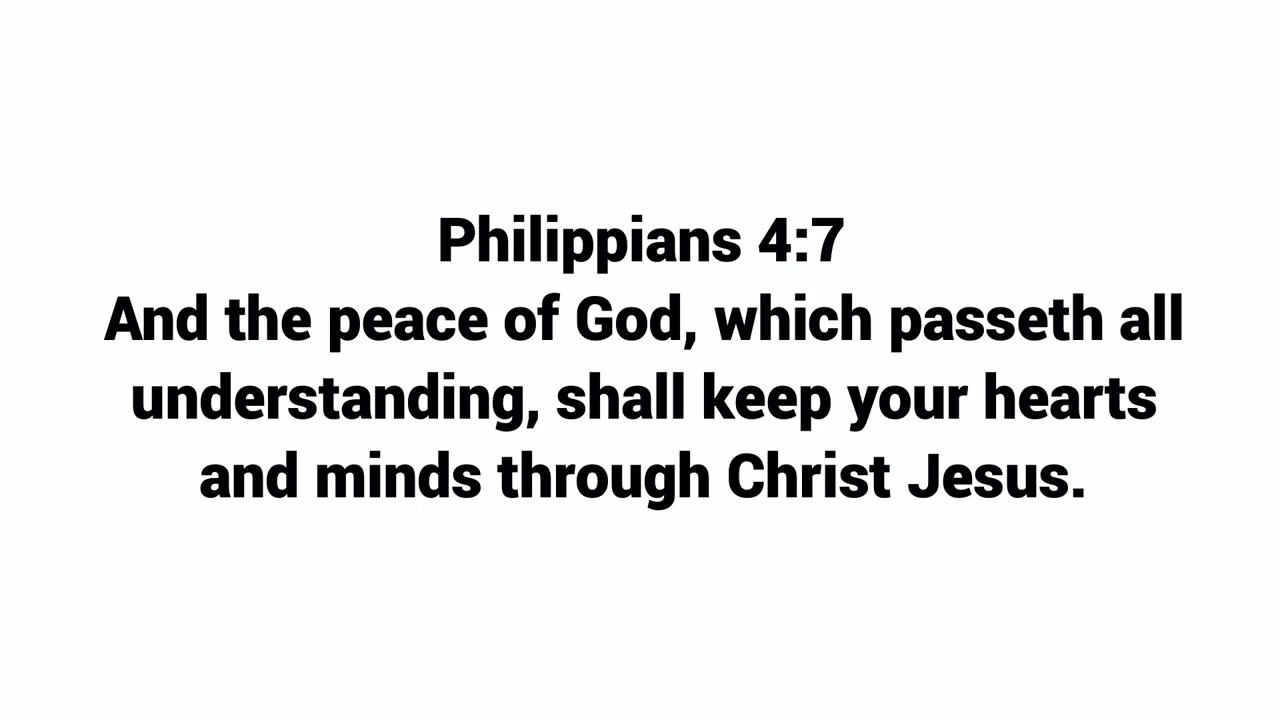 Philippians 4:7
And the peace of God, which passeth all
understanding, shall keep your hearts
and minds through Christ Jesus.